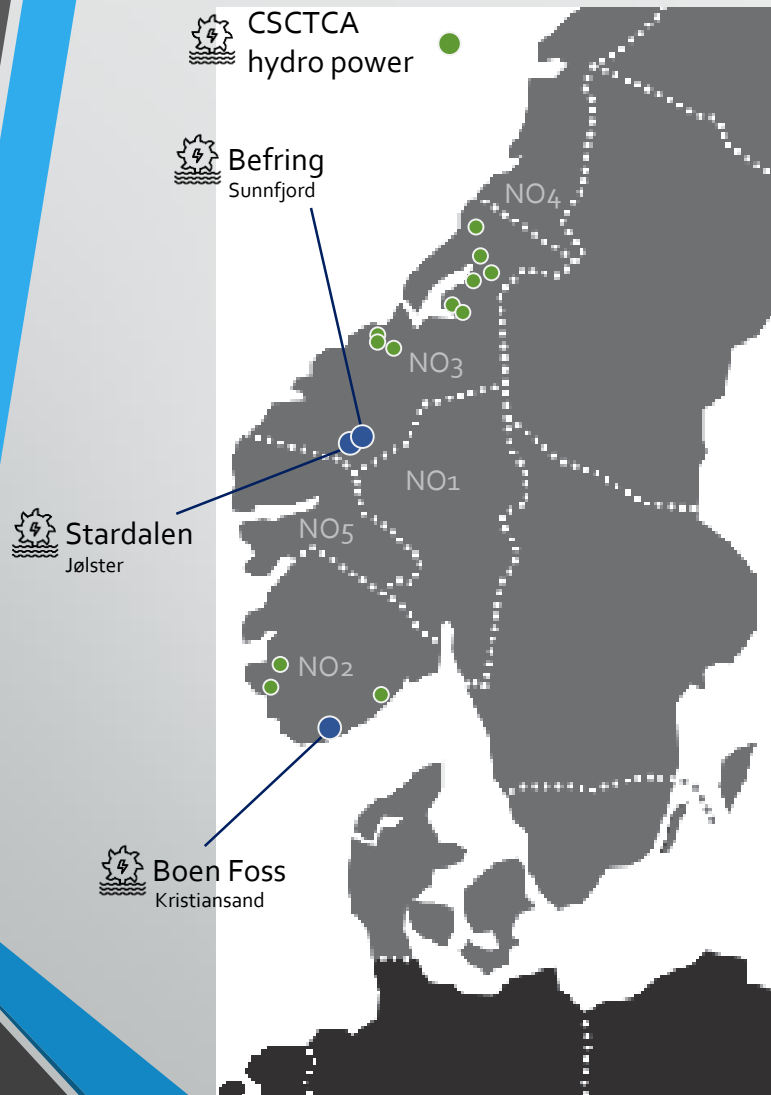 CSCTCA
hydro power
Befring
Sunnfjord
NO4
NO3
NO1
Stardalen
Jølster
NO5
NO2
Boen Foss
Kristiansand